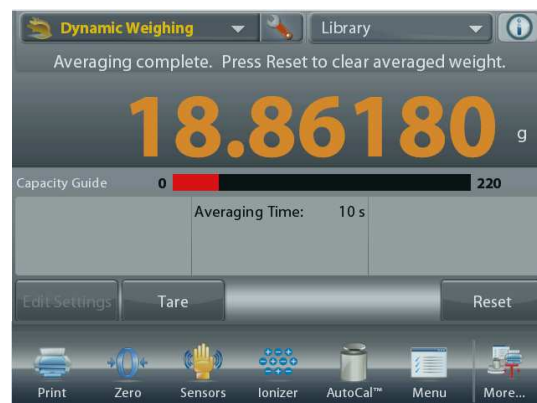 Dynamic Weighing Library
Averaging complete. Press Reset to clear averaged weight.
18.86180 g
Capacity Guide 0 220
Averaging Time: 10 s
Edit Settings Tare Reset
Print Zero Sensors Ionizer AutoCal™ Menu More...